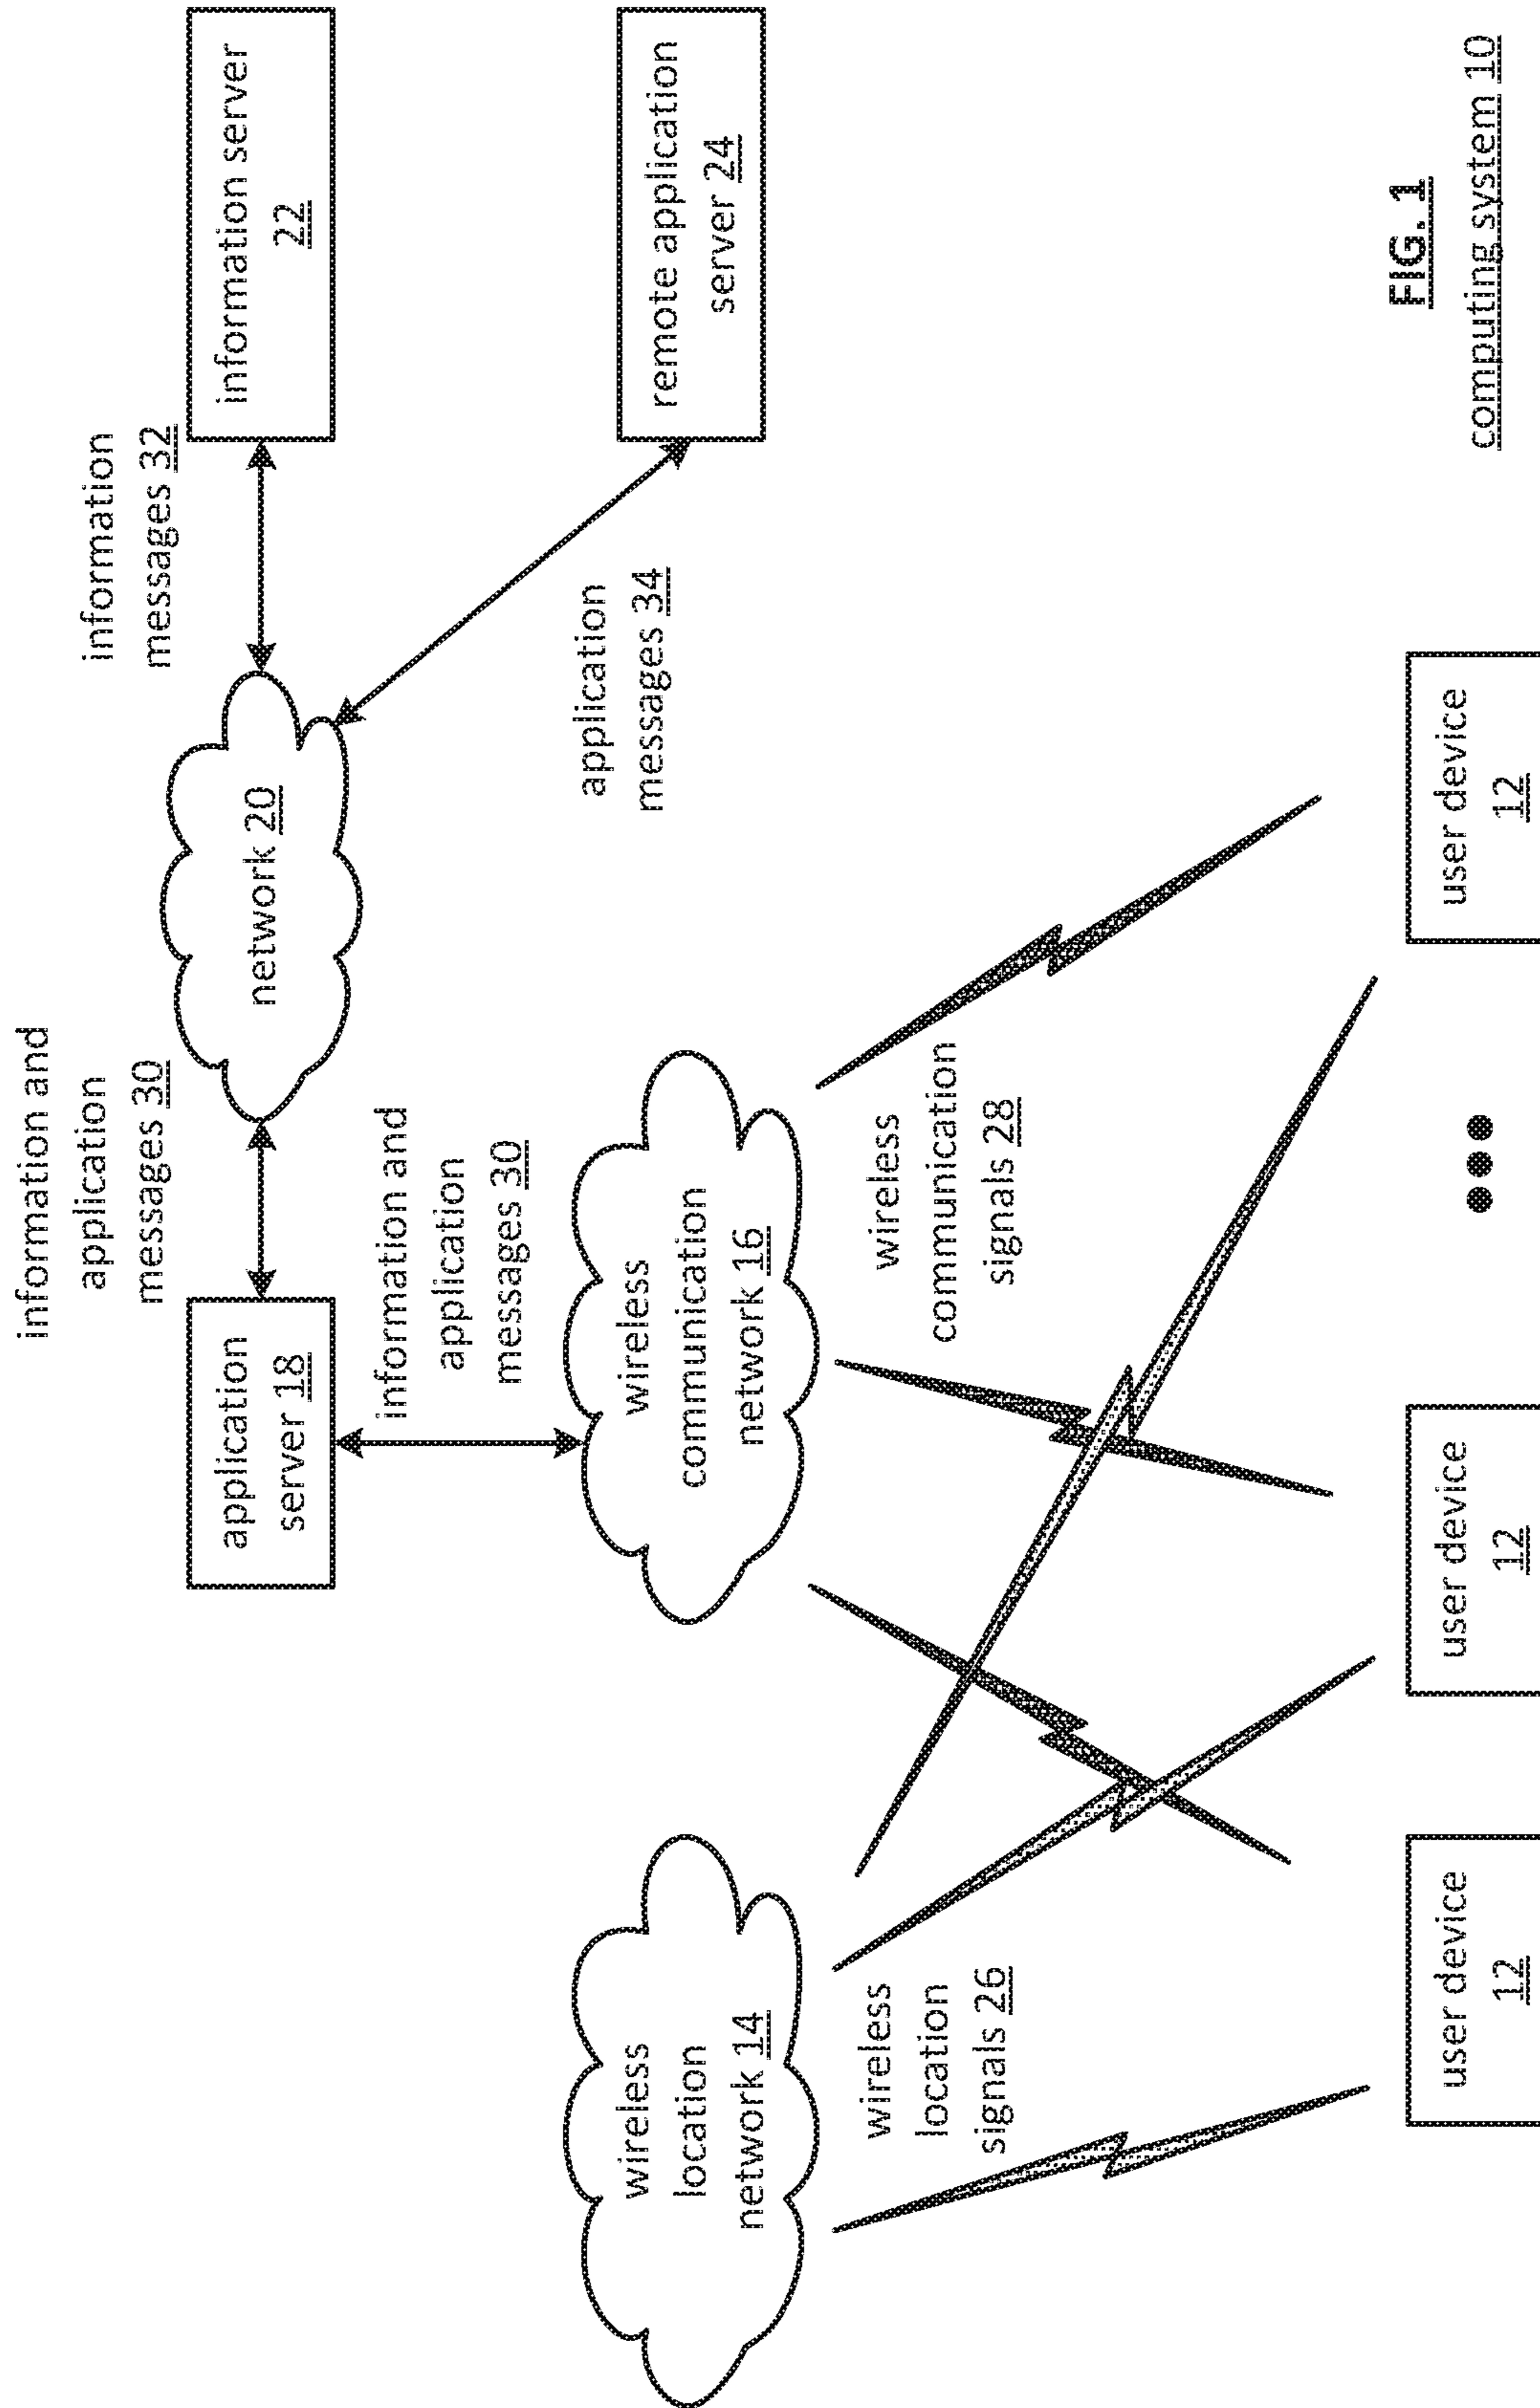 information and
application
messages 30
information
messages 32
application
server 18
network 20
information server
22
information and
application
messages 30
application
messages 34
remote application
server 24
wireless
location
network 14
wireless
communication
network 16
wireless
location
signals 26
wireless
communication
signals 28
user device
12
user device
12
user device
12
FIG. 1
computing system 10